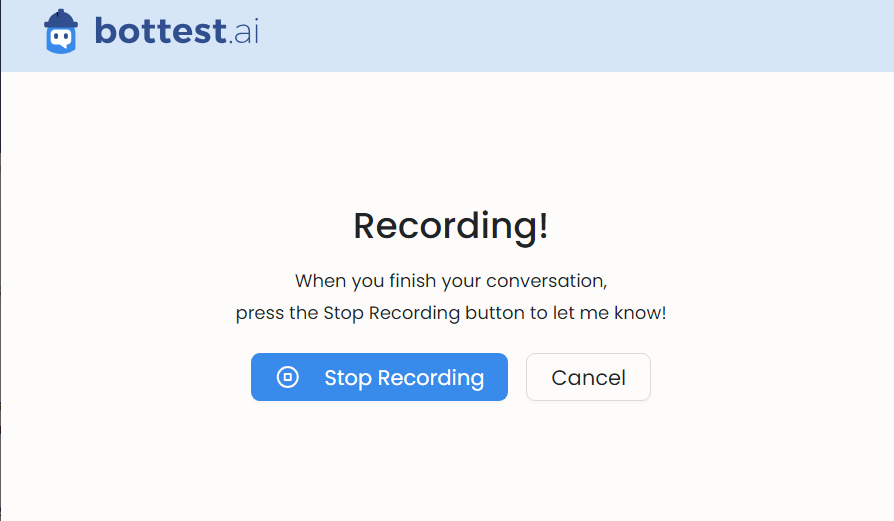 bottest.ai
Recording!
When you finish your conversation,
press the Stop Recording button to let me know!
Stop Recording
Cancel